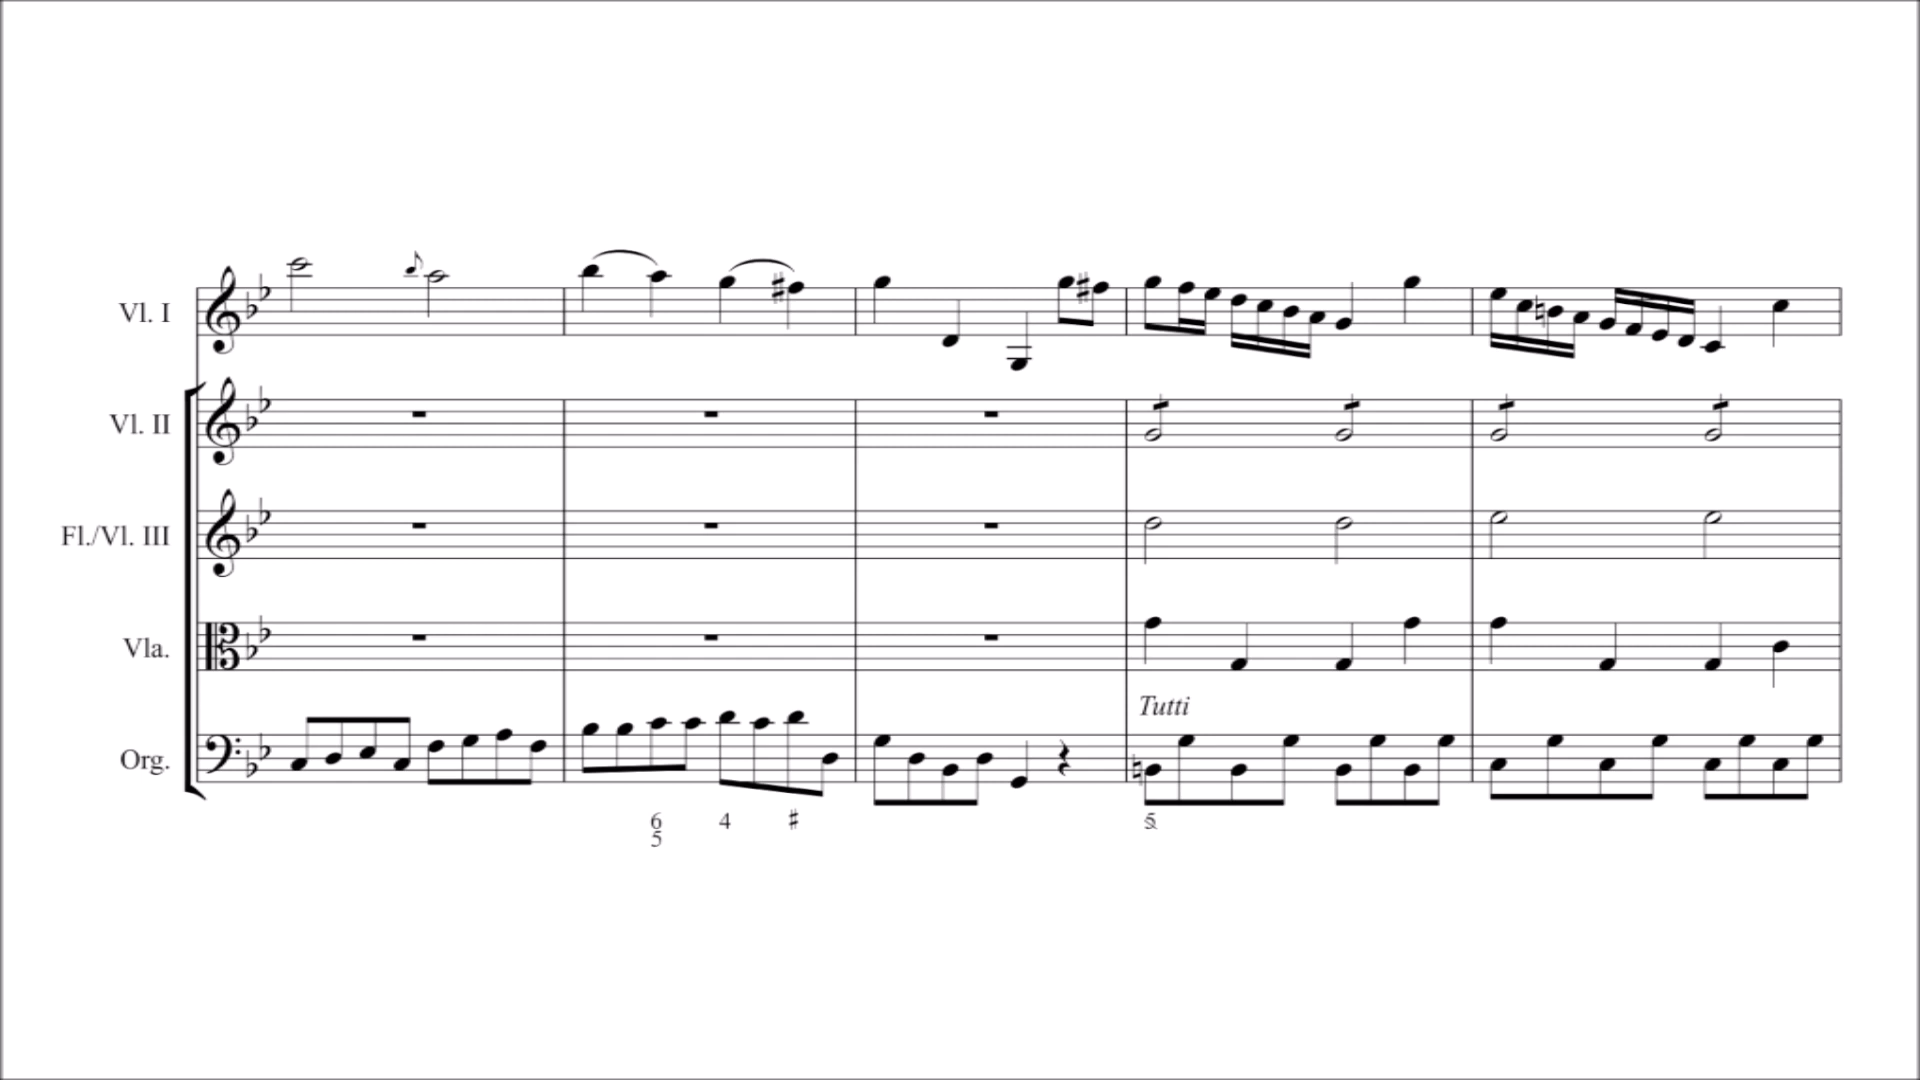 Vl. I
Vl. II
Fl./Vl. III
Vla.
Tutti
Org.
6 4 ♯ 5
5